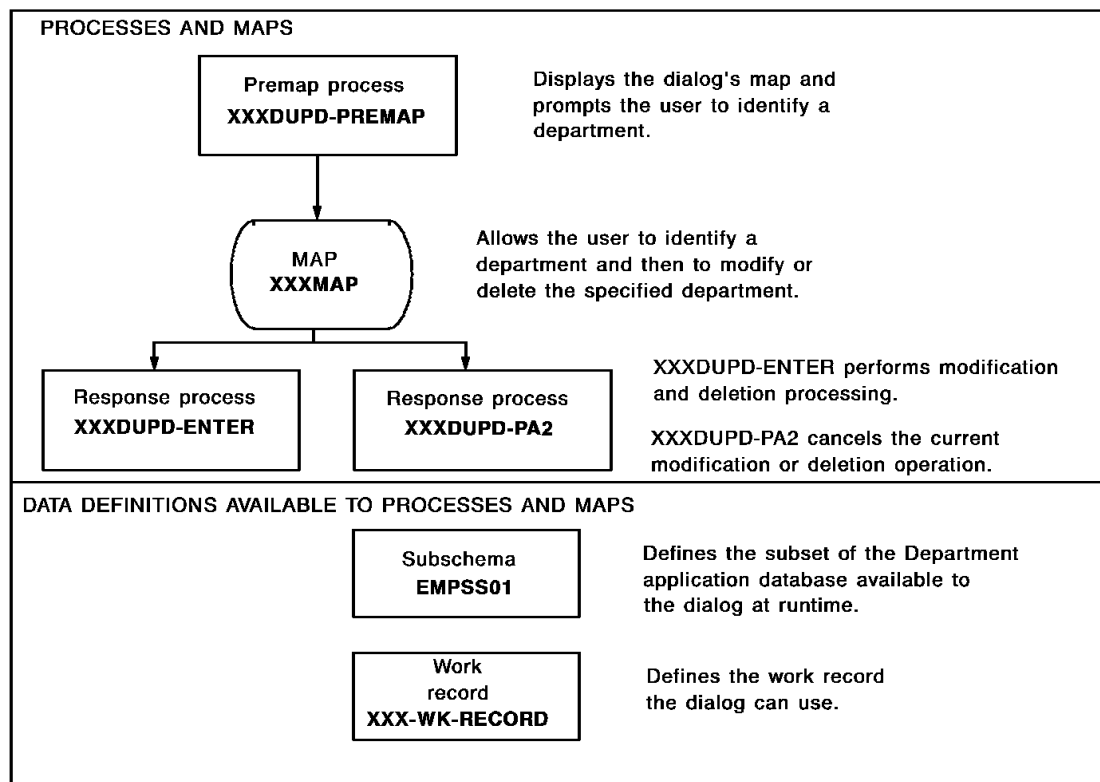 PROCESSES AND MAPS
Premap process
XXXDUPD-PREMAP
Displays the dialog's map and
prompts the user to identify a
department.
MAP
XXXMAP
Allows the user to identify a
department and then to modify or
delete the specified department.
Response process
XXXDUPD-ENTER
Response process
XXXDUPD-PA2
XXXDUPD-ENTER performs modification
and deletion processing.
XXXDUPD-PA2 cancels the current
modification or deletion operation.
DATA DEFINITIONS AVAILABLE TO PROCESSES AND MAPS
Subschema
EMPSS01
Defines the subset of the Department
application database available to
the dialog at runtime.
Work
record
XXX-WK-RECORD
Defines the work record
the dialog can use.